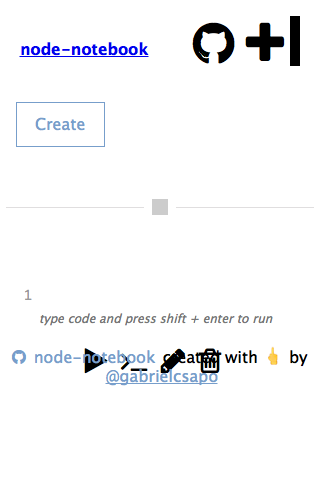 node-notebook
Create
1
type code and press shift + enter to run
node-notebook created with by
@gabrielcsapo